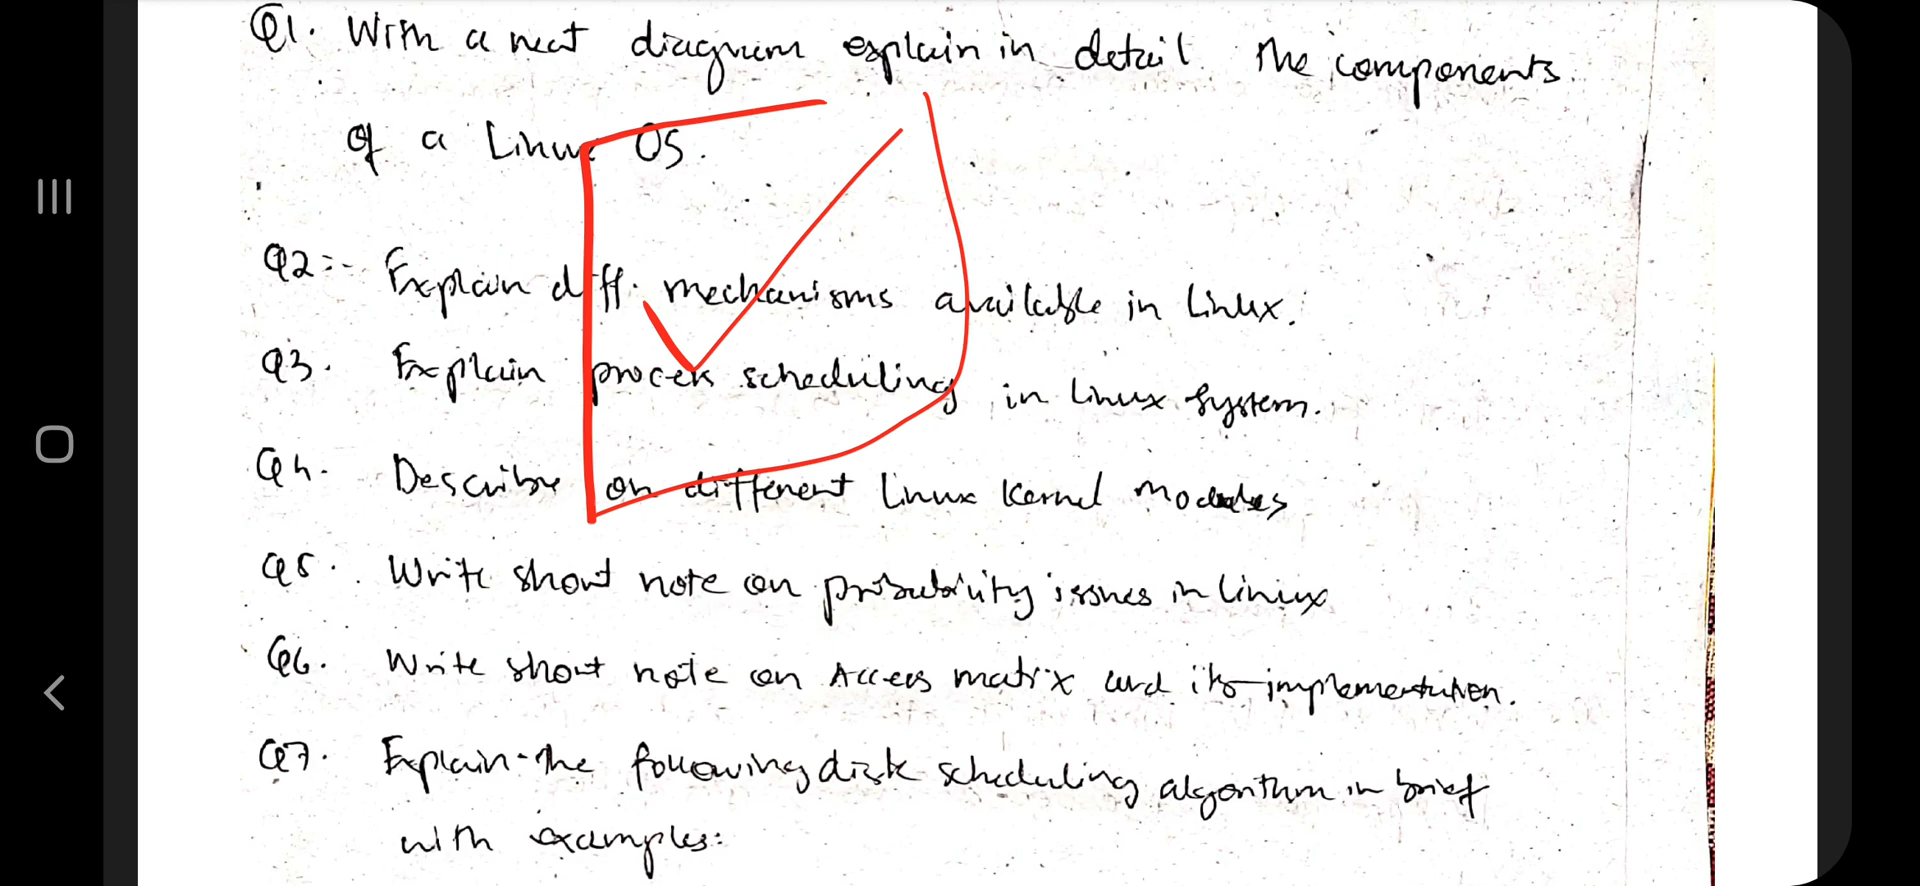 Q1. With a neat diagram explain in detail the components
of a Linux OS.
Q2:- Explain diff. mechanisms available in Linux.
Q3. Explain process scheduling in Linux system.
Q4. Describe on different Linux Kernel Modules
Q5. Write short note on issues in Linux
Q6. Write short note on Access matrix and its implementation.
Q7. Explain the following disk scheduling algorithm in brief
with examples: